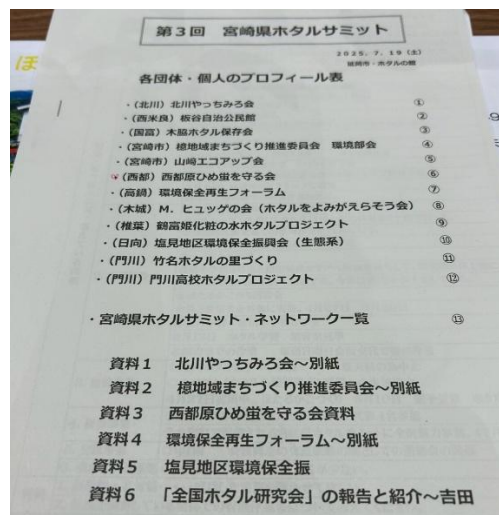 第3回 宮崎県ホタルサミット
2025.7.19(土)
延岡市・ホタルの館
各団体・個人のプロフィール表
・(北川)北川やっちみろ会 ①
・(西米良)板谷自治公民館 ②
・(国富)木脇ホタル保存会 ③
・(宮崎市)檍地域まちづくり推進委員会 環境部会 ④
・(宮崎市)山崎エコアップ会 ⑤
(西都)西都原ひめ蛍を守る会 ⑥
・(高鍋)環境保全再生フォーラム ⑦
・(木城)M.ヒュッゲの会(ホタルをよみがえらそう会) ⑧
・(椎葉)鶴富姫化粧の水ホタルプロジェクト ⑨
・(日向)塩見地区環境保全振興会(生態系) ⑩
・(門川)竹名ホタルの里づくり ⑪
・(門川)門川高校ホタルプロジェクト ⑫
・宮崎県ホタルサミット・ネットワーク一覧 ⑬
資料1 北川やっちみろ会~別紙
資料2 檍地域まちづくり推進委員会~別紙
資料3 西都原ひめ蛍を守る会資料
資料4 環境保全再生フォーラム~別紙
資料5 塩見地区環境保全振
資料6 「全国ホタル研究会」の報告と紹介~吉田
ほ